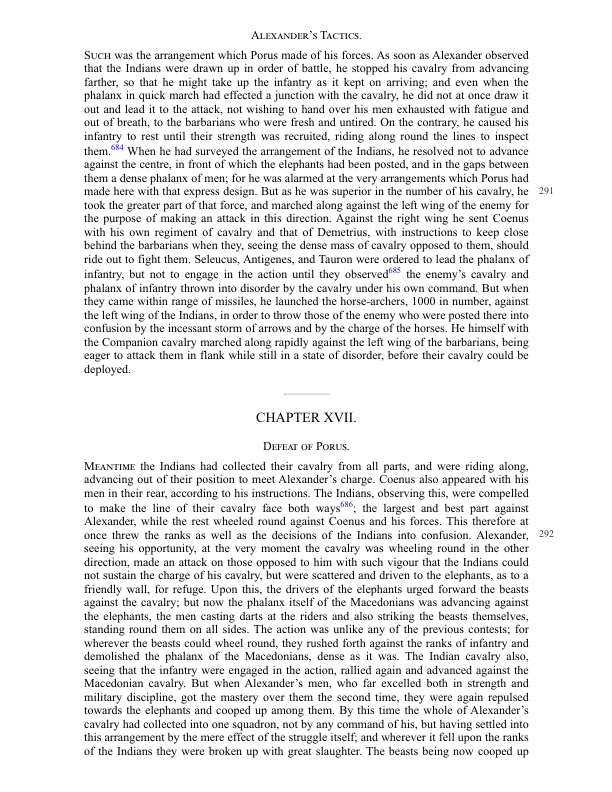 ALEXANDER'S TACTICS.
SUCH was the arrangement which Porus made of his forces. As soon as Alexander observed
that the Indians were drawn up in order of battle, he stopped his cavalry from advancing
farther, so that he might take up the infantry as it kept on arriving; and even when the
phalanx in quick march had effected a junction with the cavalry, he did not at once draw it
out and lead it to the attack, not wishing to hand over his men exhausted with fatigue and
out of breath, to the barbarians who were fresh and untired. On the contrary, he caused his
infantry to rest until their strength was recruited, riding along round the lines to inspect
them.684 When he had surveyed the arrangement of the Indians, he resolved not to advance
against the centre, in front of which the elephants had been posted, and in the gaps between
them a dense phalanx of men; for he was alarmed at the very arrangements which Porus had
made here with that express design. But as he was superior in the number of his cavalry, he 291
took the greater part of that force, and marched along against the left wing of the enemy for
the purpose of making an attack in this direction. Against the right wing he sent Coenus
with his own regiment of cavalry and that of Demetrius, with instructions to keep close
behind the barbarians when they, seeing the dense mass of cavalry opposed to them, should
ride out to fight them. Seleucus, Antigenes, and Tauron were ordered to lead the phalanx of
infantry, but not to engage in the action until they observed685 the enemy's cavalry and
phalanx of infantry thrown into disorder by the cavalry under his own command. But when
they came within range of missiles, he launched the horse-archers, 1000 in number, against
the left wing of the Indians, in order to throw those of the enemy who were posted there into
confusion by the incessant storm of arrows and by the charge of the horses. He himself with
the Companion cavalry marched along rapidly against the left wing of the barbarians, being
eager to attack them in flank while still in a state of disorder, before their cavalry could be
deployed.
CHAPTER XVII.
DEFEAT OF PORUS.
MEANTIME the Indians had collected their cavalry from all parts, and were riding along,
advancing out of their position to meet Alexander's charge. Coenus also appeared with his
men in their rear, according to his instructions. The Indians, observing this, were compelled
to make the line of their cavalry face both ways686; the largest and best part against
Alexander, while the rest wheeled round against Coenus and his forces. This therefore at
once threw the ranks as well as the decisions of the Indians into confusion. Alexander, 292
seeing his opportunity, at the very moment the cavalry was wheeling round in the other
direction, made an attack on those opposed to him with such vigour that the Indians could
not sustain the charge of his cavalry, but were scattered and driven to the elephants, as to a
friendly wall, for refuge. Upon this, the drivers of the elephants urged forward the beasts
against the cavalry; but now the phalanx itself of the Macedonians was advancing against
the elephants, the men casting darts at the riders and also striking the beasts themselves,
standing round them on all sides. The action was unlike any of the previous contests; for
wherever the beasts could wheel round, they rushed forth against the ranks of infantry and
demolished the phalanx of the Macedonians, dense as it was. The Indian cavalry also,
seeing that the infantry were engaged in the action, rallied again and advanced against the
Macedonian cavalry. But when Alexander's men, who far excelled both in strength and
military discipline, got the mastery over them the second time, they were again repulsed
towards the elephants and cooped up among them. By this time the whole of Alexander's
cavalry had collected into one squadron, not by any command of his, but having settled into
this arrangement by the mere effect of the struggle itself; and wherever it fell upon the ranks
of the Indians they were broken up with great slaughter. The beasts being now cooped up